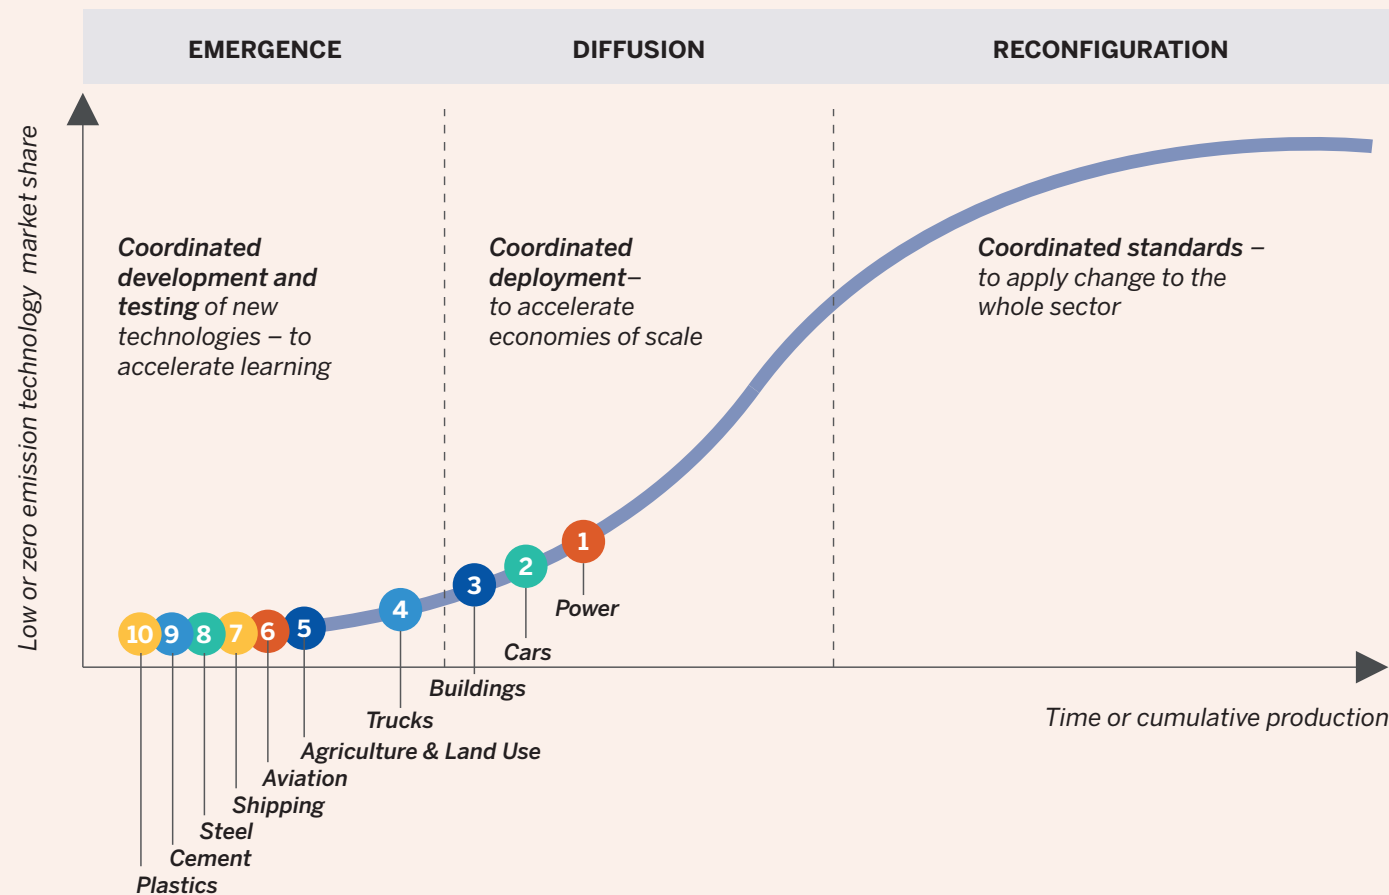 EMERGENCE
DIFFUSION
RECONFIGURATION
Low or zero emission technology market share
Coordinated
development and
testing of new
technologies – to
accelerate learning
Coordinated
deployment–
to accelerate
economies of scale
Coordinated standards –
to apply change to the
whole sector
10
9
8
7
6
5
4
3
2
1
Power
Cars
Buildings
Trucks
Agriculture & Land Use
Aviation
Shipping
Steel
Cement
Plastics
Time or cumulative production